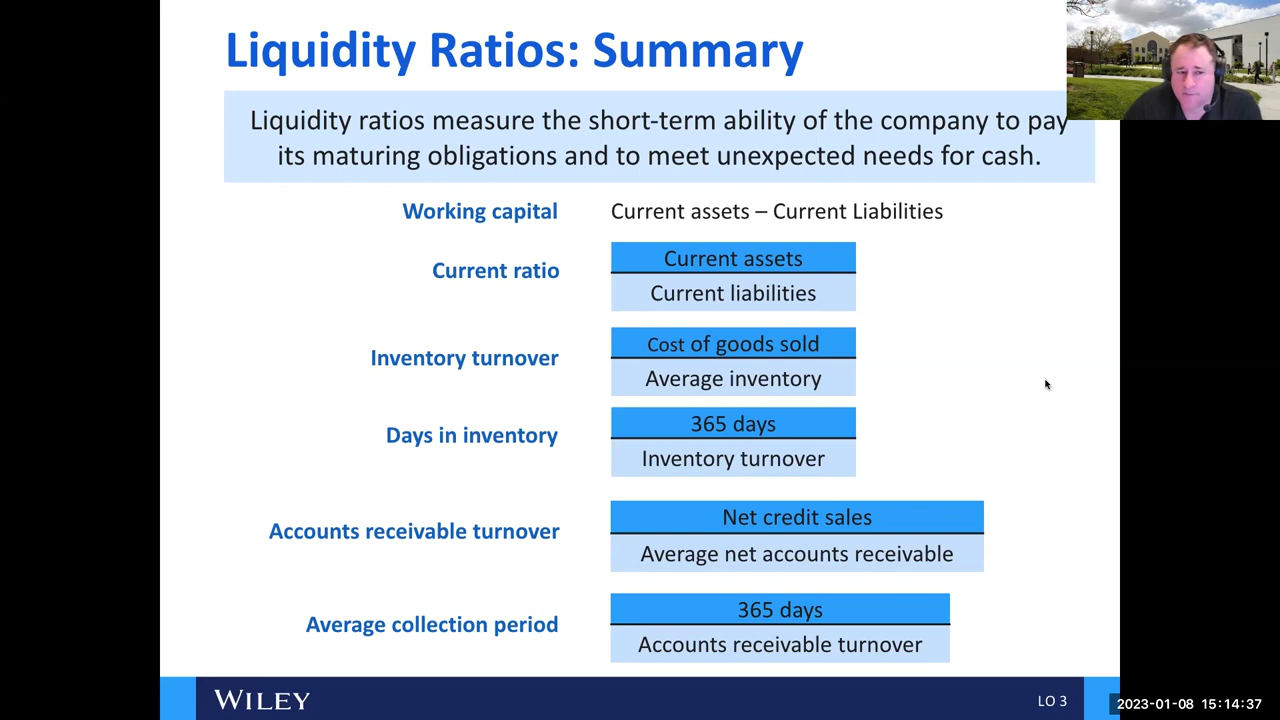 Liquidity Ratios: Summary
Liquidity ratios measure the short-term ability of the company to pay
its maturing obligations and to meet unexpected needs for cash.
Working capital
Current assets – Current Liabilities
Current ratio
Current assets
Current liabilities
Inventory turnover
Cost of goods sold
Average inventory
Days in inventory
365 days
Inventory turnover
Accounts receivable turnover
Net credit sales
Average net accounts receivable
Average collection period
365 days
Accounts receivable turnover
WILEY
LO 3
2023-01-08 15:14:37